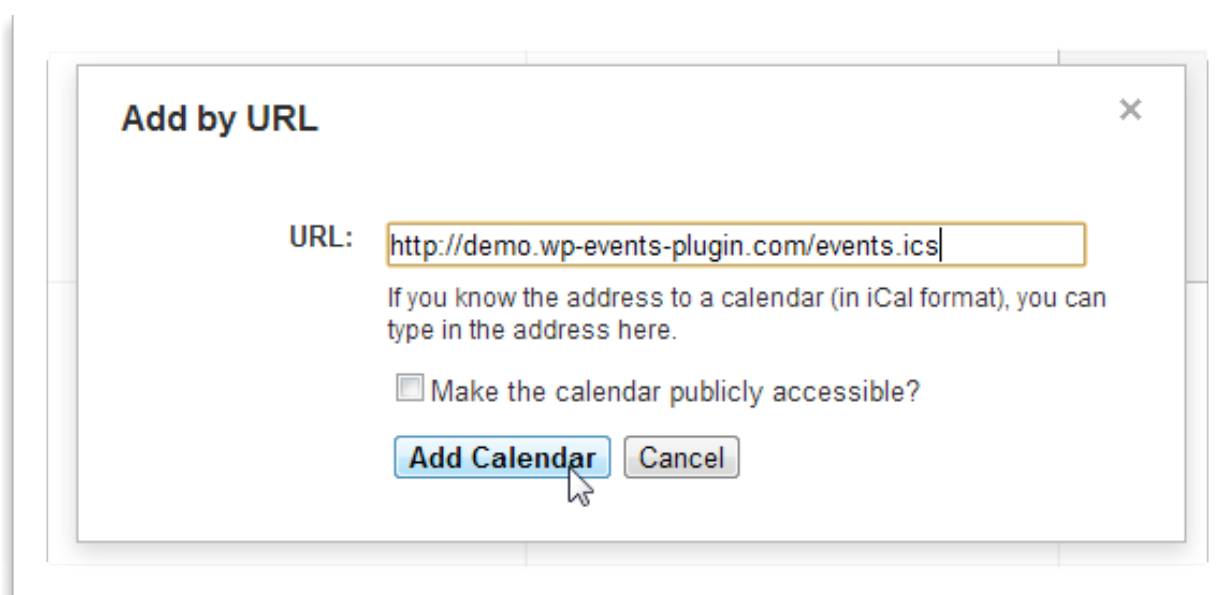 Add by URL
URL:
http://demo.wp-events-plugin.com/events.ics
If you know the address to a calendar (in iCal format), you can
type in the address here.
Make the calendar publicly accessible?
Add Calendar Cancel